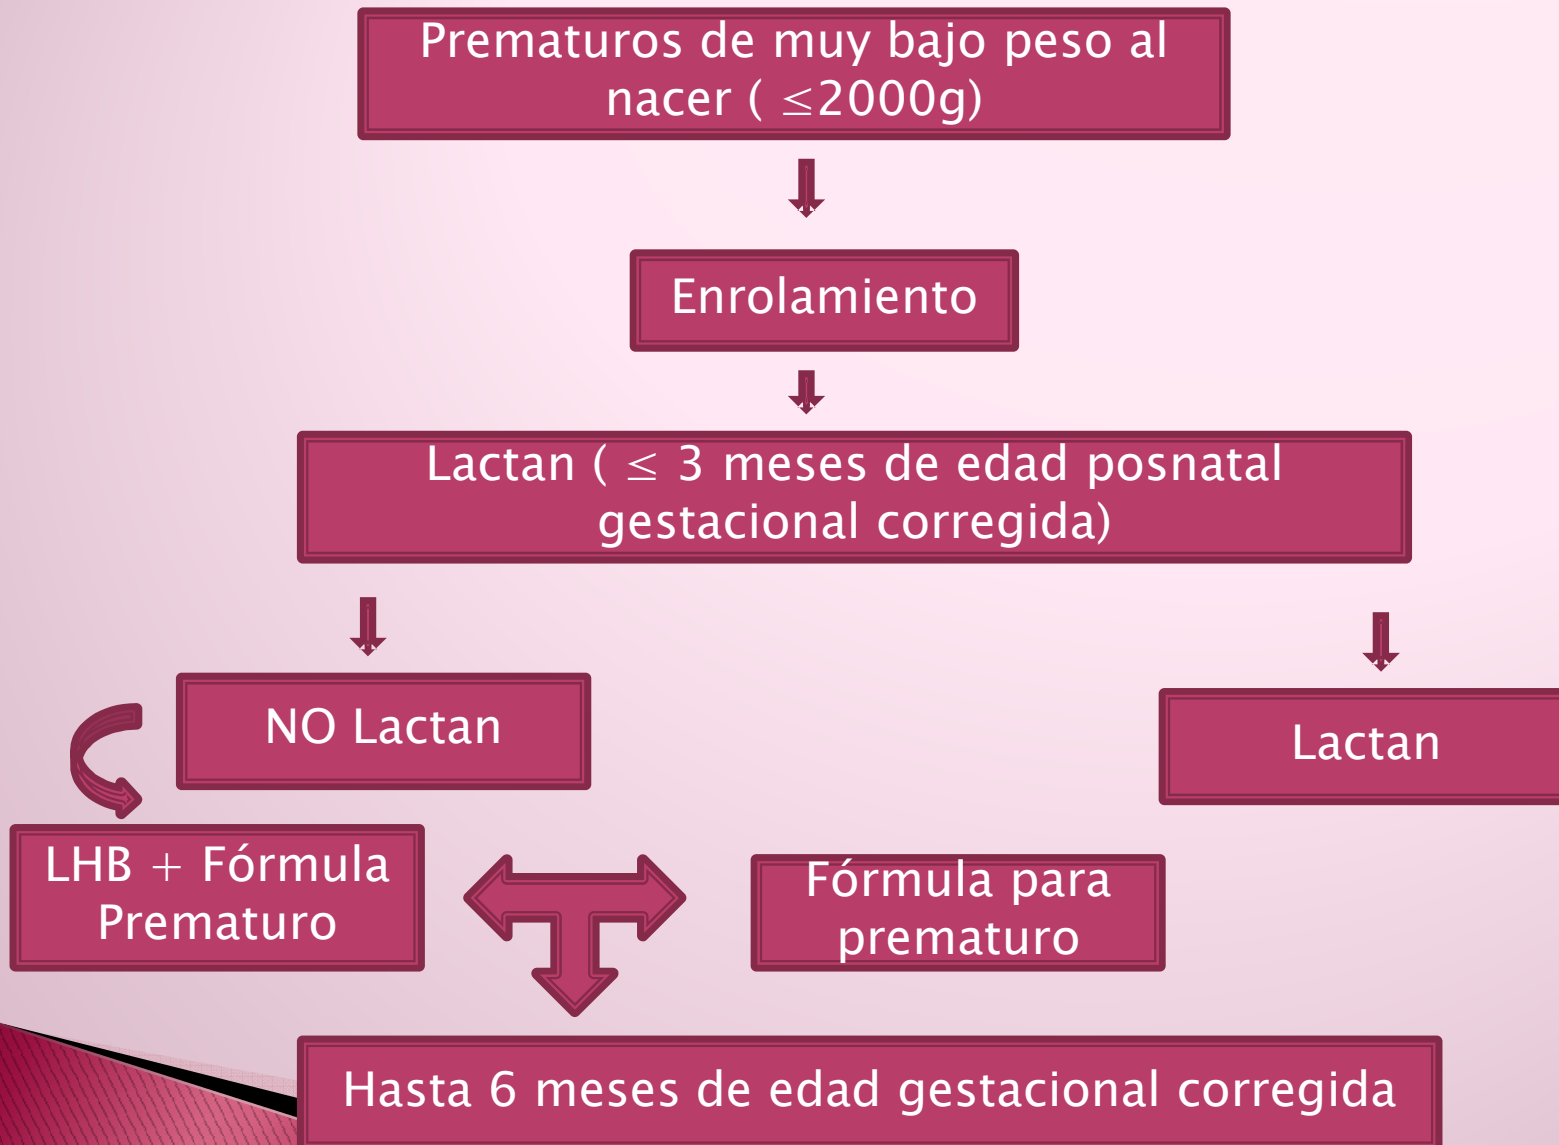 Prematuros de muy bajo peso al
nacer ( ≤2000g)
Enrolamiento
Lactan ( ≤ 3 meses de edad posnatal
gestacional corregida)
NO Lactan
Lactan
LHB + Fórmula
Prematuro
Fórmula para
prematuro
Hasta 6 meses de edad gestacional corregida